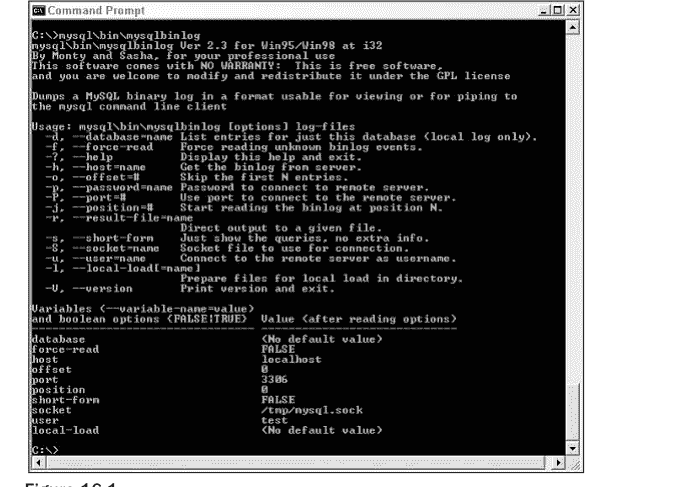 Command Prompt
C:\>mysql\bin\mysqlbinlog
mysql\bin\mysqlbinlog Ver 2.3 for Win95/Win98 at i32
By Monty and Sasha, for your professional use
This software comes with NO WARRANTY:  This is free software,
and you are welcome to modify and redistribute it under the GPL license
Dumps a MySQL binary log in a format usable for viewing or for piping to
the mysql command line client
Usage: mysql\bin\mysqlbinlog [options] log-files
-d, --database=name List entries for just this database (local log only).
-f, --force-read    Force reading unknown binlog events.
-?, --help          Display this help and exit.
-h, --host=name     Get the binlog from server.
-o, --offset=#      Skip the first N entries.
-p, --password=name Password to connect to remote server.
-P, --port=#        Use port to connect to the remote server.
-j, --position=#    Start reading the binlog at position N.
-r, --result-file=name
Direct output to a given file.
-s, --short-form    Just show the queries, no extra info.
-S, --socket=name   Socket file to use for connection.
-u, --user=name     Connect to the remote server as username.
-l, --local-load[=name]
Prepare files for local load in directory.
-V, --version       Print version and exit.
Variables (--variable-name=value)
and boolean options {FALSE|TRUE}  Value (after reading options)
--------------------------------- -----------------------------
database                          (No default value)
force-read                        FALSE
host                              localhost
offset                            0
port                              3306
position                          0
short-form                        FALSE
socket                            /tmp/mysql.sock
user                              test
local-load                        (No default value)
C:\>